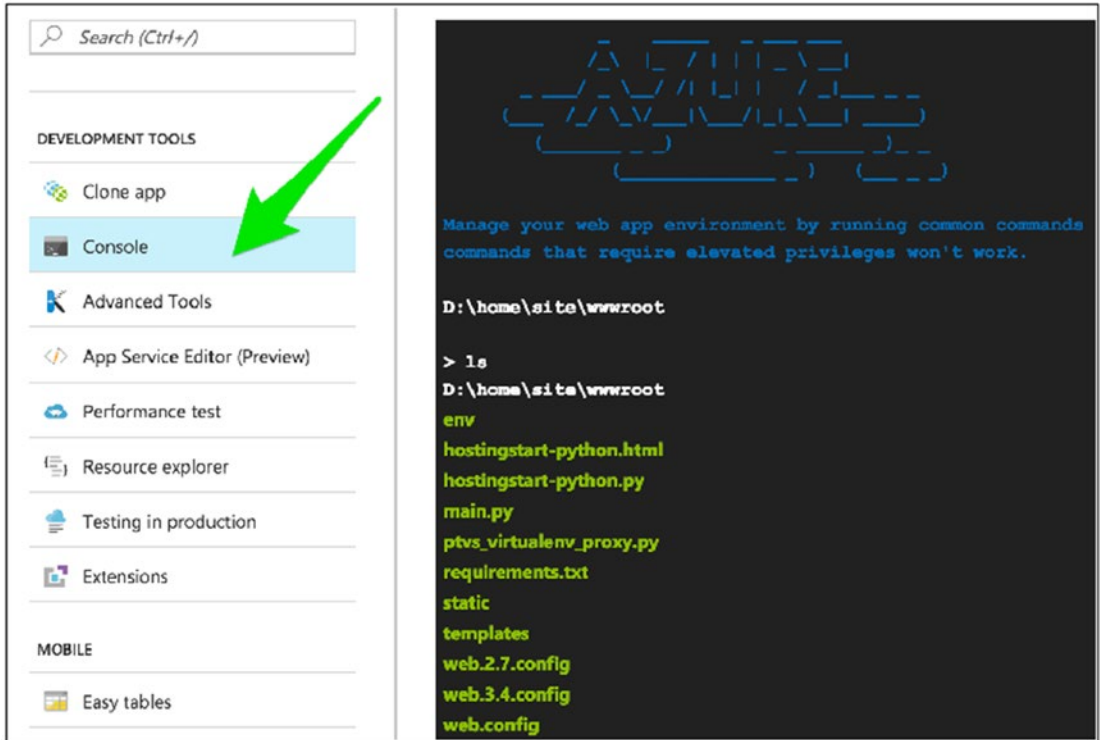 Search (Ctrl+/)
DEVELOPMENT TOOLS
Clone app
Console
Advanced Tools
App Service Editor (Preview)
Performance test
Resource explorer
Testing in production
Extensions
MOBILE
Easy tables
AZURE
Manage your web app environment by running common commands
commands that require elevated privileges won't work.
D:\home\site\wwwroot
> ls
D:\home\site\wwwroot
env
hostingstart-python.html
hostingstart-python.py
main.py
ptvs_virtualenv_proxy.py
requirements.txt
static
templates
web.2.7.config
web.3.4.config
web.config